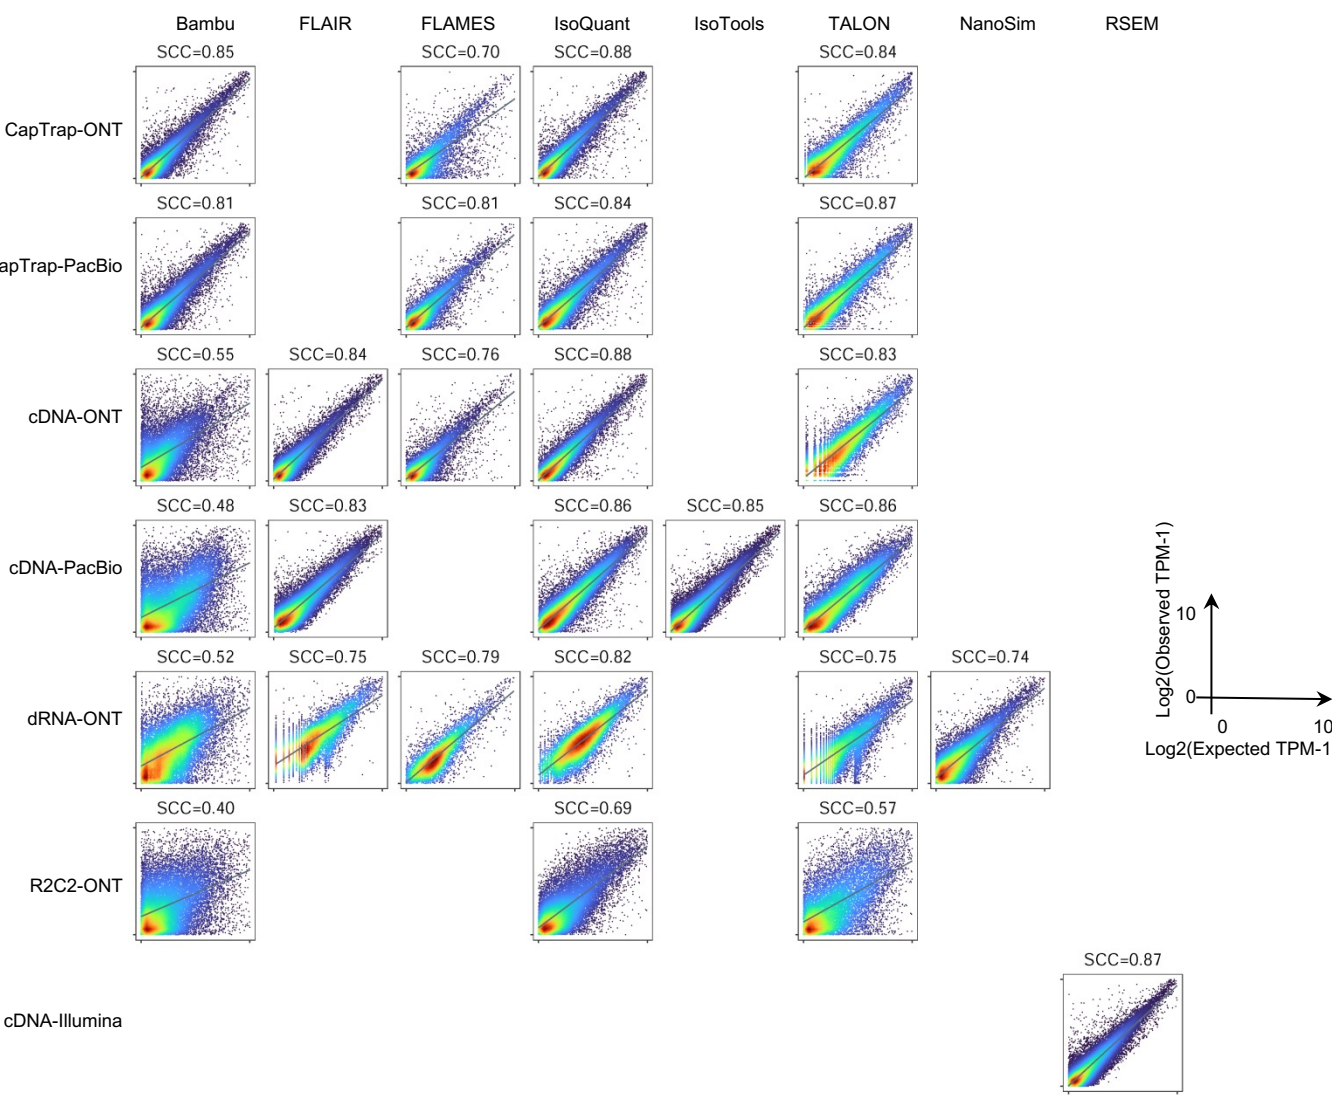 Bambu FLAIR FLAMES IsoQuant IsoTools TALON NanoSim RSEM
SCC=0.85 SCC=0.70 SCC=0.88 SCC=0.84
CapTrap-ONT
SCC=0.81 SCC=0.81 SCC=0.84 SCC=0.87
apTrap-PacBio
SCC=0.55 SCC=0.84 SCC=0.76 SCC=0.88 SCC=0.83
cDNA-ONT
SCC=0.48 SCC=0.83 SCC=0.86 SCC=0.85 SCC=0.86
cDNA-PacBio
SCC=0.52 SCC=0.75 SCC=0.79 SCC=0.82 SCC=0.75 SCC=0.74
dRNA-ONT
Log2(Observed TPM-1)
10
0
0 10
Log2(Expected TPM-1
SCC=0.40 SCC=0.69 SCC=0.57
R2C2-ONT
SCC=0.87
cDNA-Illumina